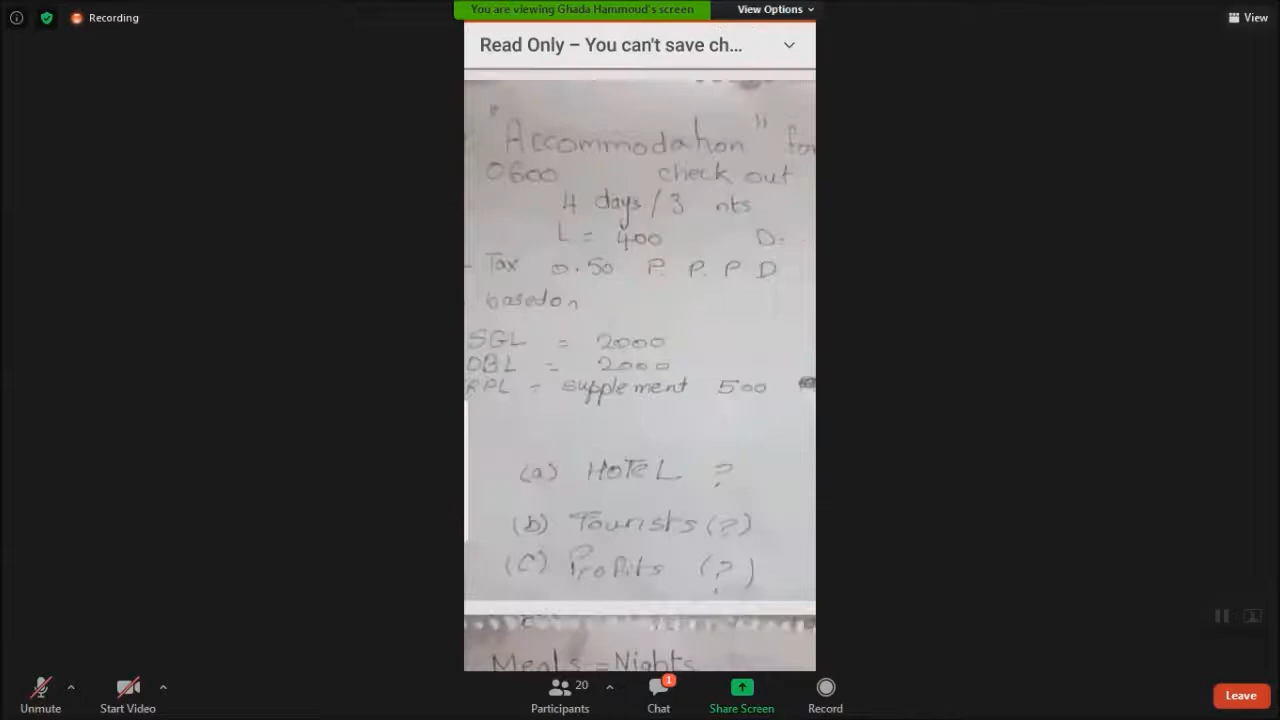 Recording
You are viewing Ghada Hammoud's screen
View Options
View
Read Only – You can't save ch...
"Accommodation" for
0600 check out
4 days / 3 nts
L = 400 D=
- Tax 0.50 P. P. P D
based on
SGL = 2000
DBL = 2000
RPL = supplement 500
(a) HoTeL ?
(b) Tourists (?)
(C) Profits (?)
Meals = Nights
Unmute
Start Video
20
Participants
1
Chat
Share Screen
Record
Leave